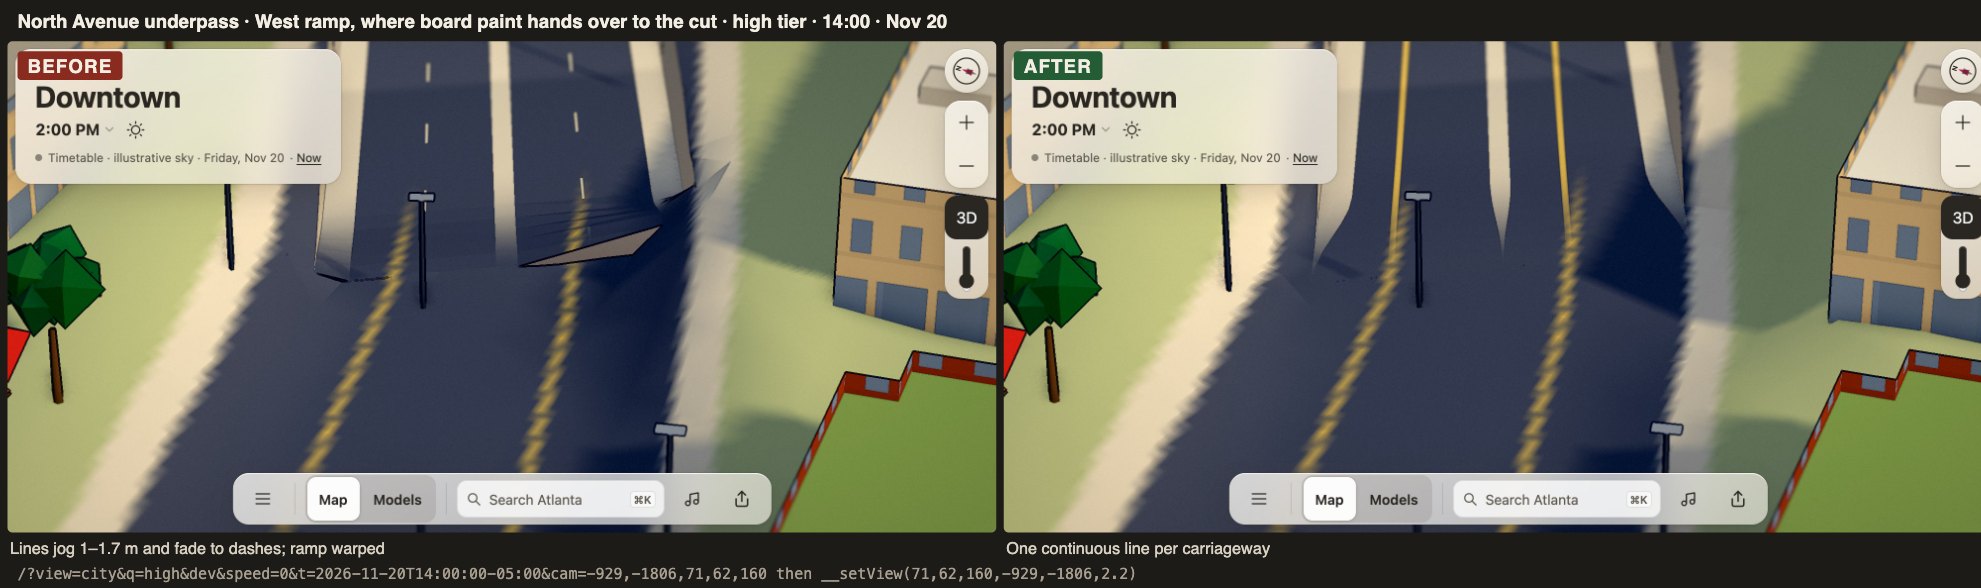 North Avenue underpass · West ramp, where board paint hands over to the cut · high tier · 14:00 · Nov 20
BEFORE
Downtown
2:00 PM
Timetable · illustrative sky · Friday, Nov 20 · Now
3D
Map Models Search Atlanta ⌘K
Lines jog 1–1.7 m and fade to dashes; ramp warped
AFTER
Downtown
2:00 PM
Timetable · illustrative sky · Friday, Nov 20 · Now
3D
Map Models Search Atlanta ⌘K
One continuous line per carriageway
/?view=city&q=high&dev&speed=0&t=2026-11-20T14:00:00-05:00&cam=-929,-1806,71,62,160 then __setView(71,62,160,-929,-1806,2.2)